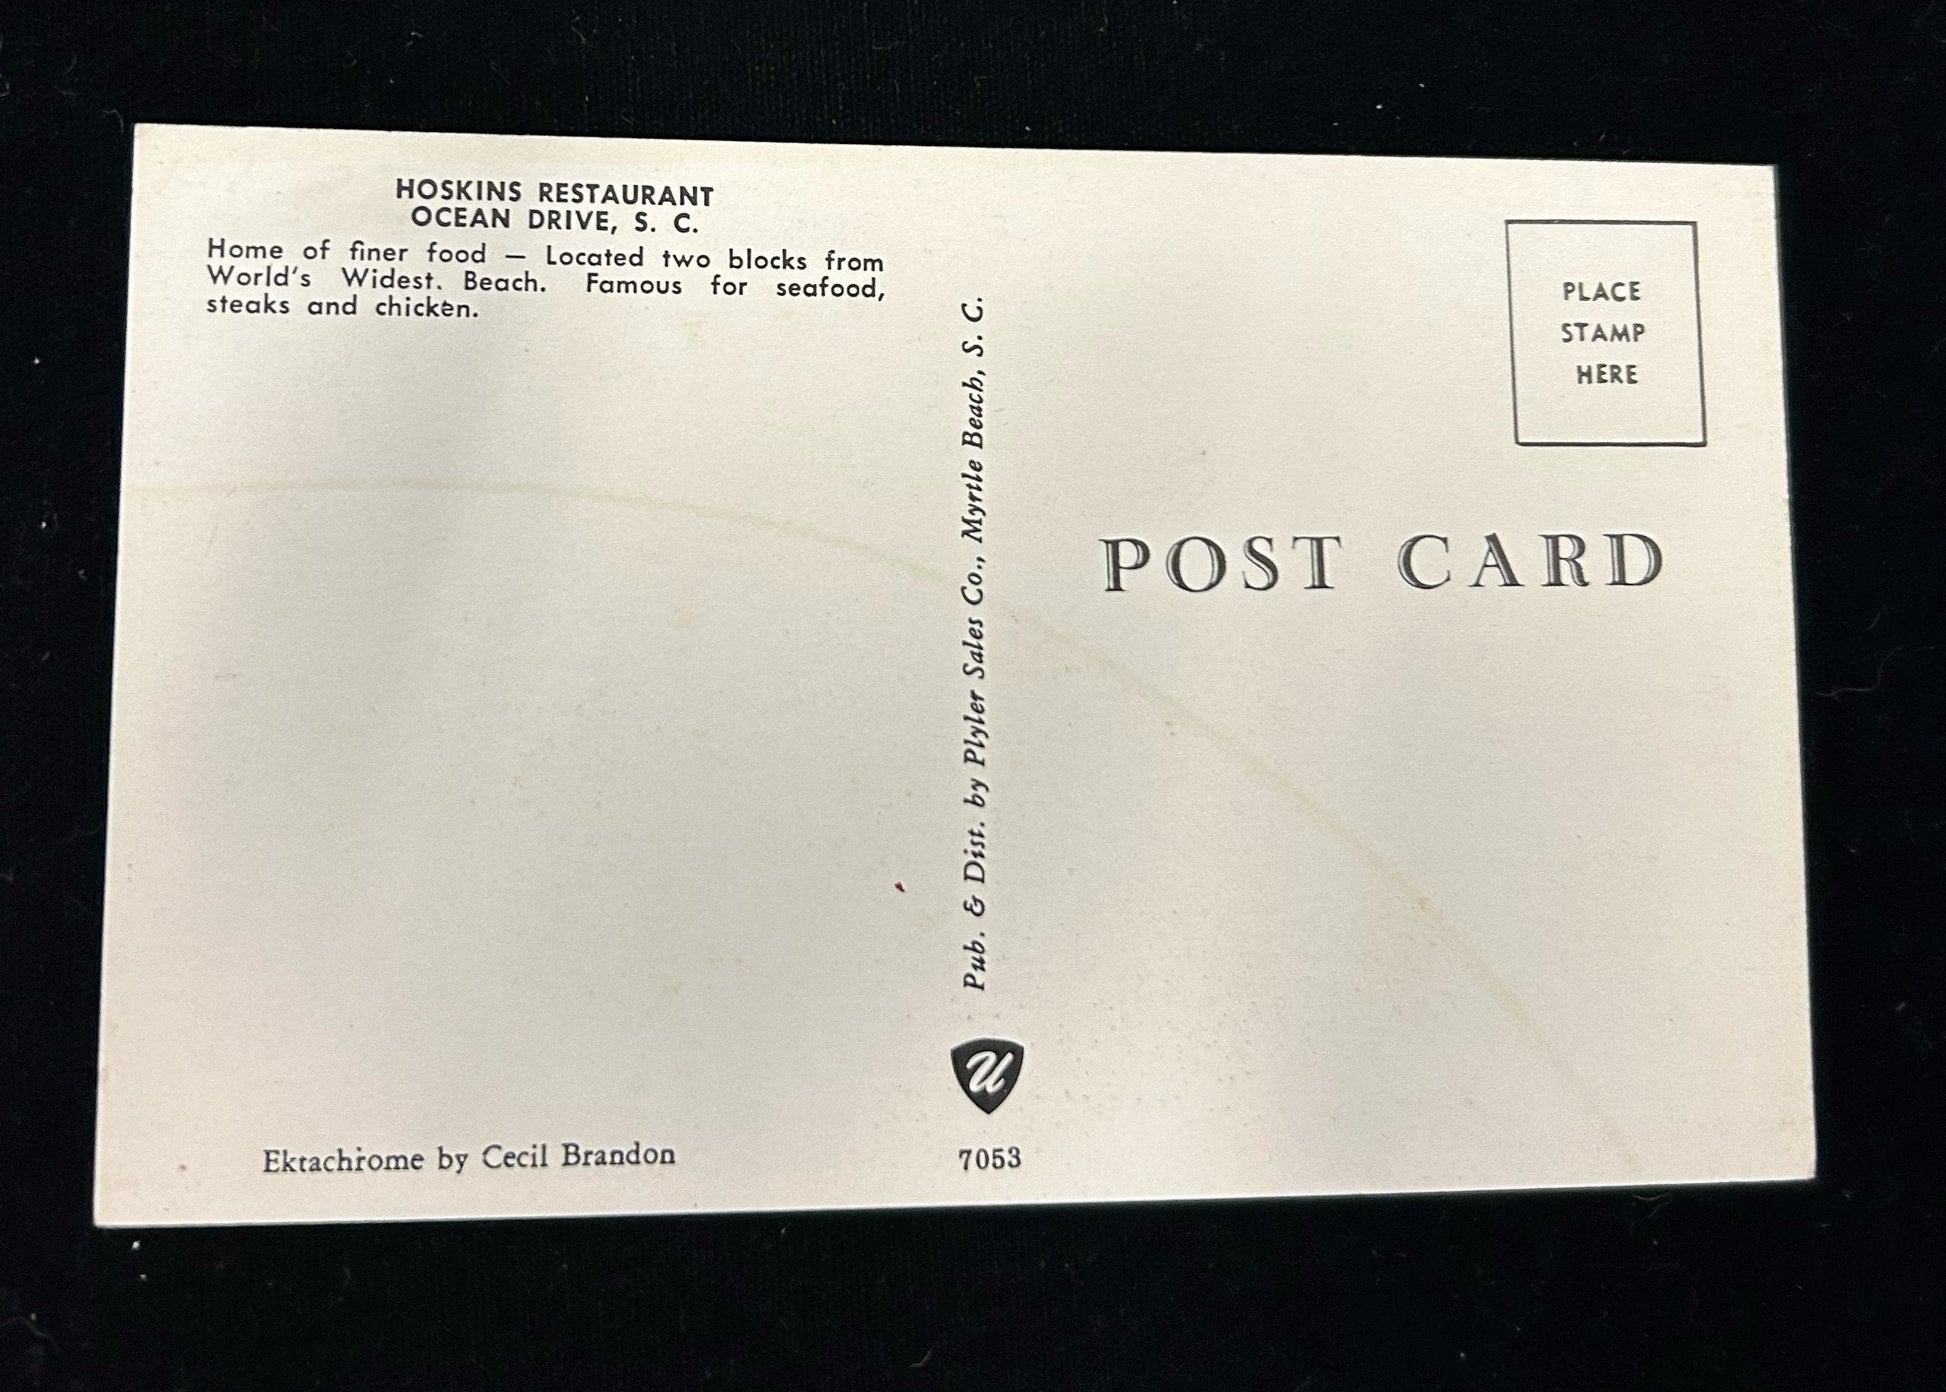 HOSKINS RESTAURANT
OCEAN DRIVE, S. C.
Home of finer food — Located two blocks from
World's Widest. Beach. Famous for seafood,
steaks and chicken.
Ektachrome by Cecil Brandon
Pub. & Dist. by Plyler Sales Co., Myrtle Beach, S. C.
U
7053
PLACE
STAMP
HERE
POST CARD